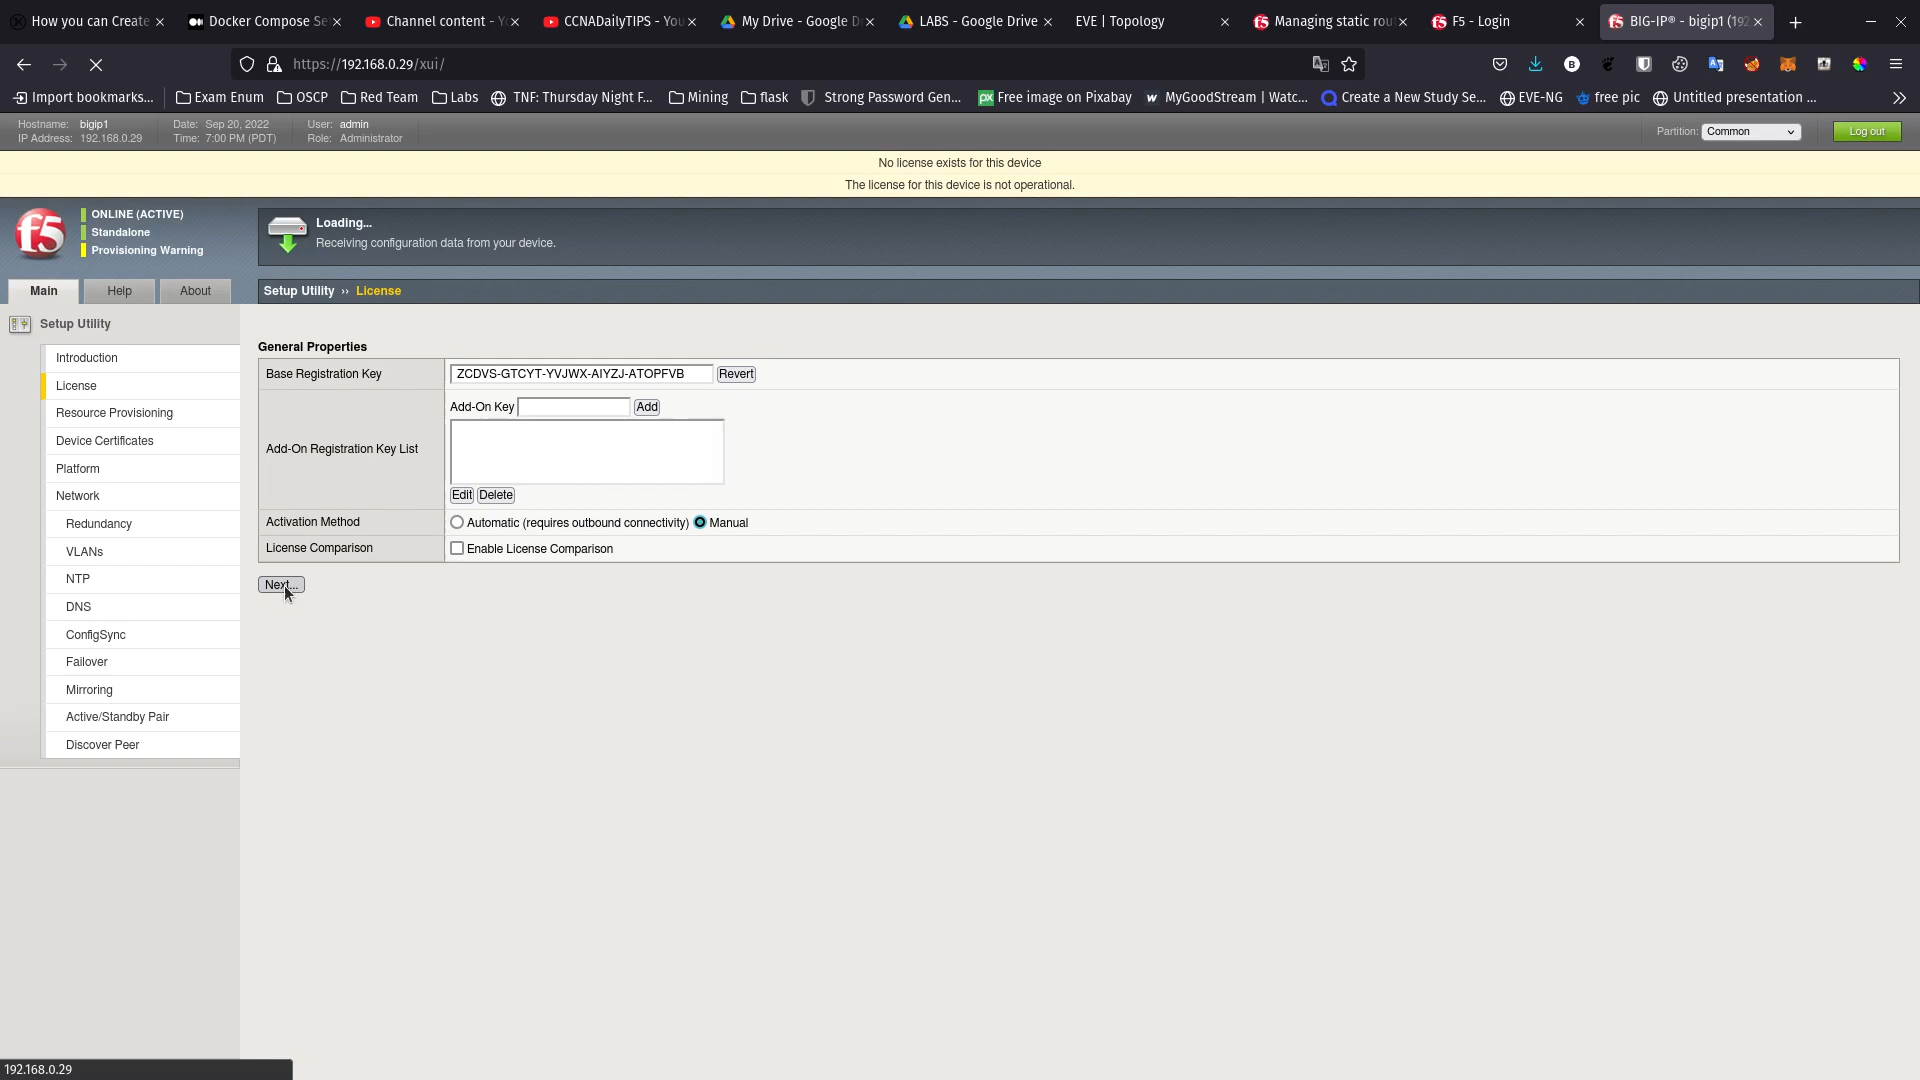 How you can Create
Docker Compose Se
Channel content - Y
CCNADailyTIPS - You
My Drive - Google D
LABS - Google Drive
EVE | Topology
Managing static rou
F5 - Login
BIG-IP® - bigip1 (192
https://192.168.0.29/xui/
Import bookmarks...
Exam Enum
OSCP
Red Team
Labs
TNF: Thursday Night F...
Mining
flask
Strong Password Gen...
Free image on Pixabay
MyGoodStream | Watc...
Create a New Study Se...
EVE-NG
free pic
Untitled presentation ...
Hostname: bigip1
IP Address: 192.168.0.29
Date: Sep 20, 2022
Time: 7:00 PM (PDT)
User: admin
Role: Administrator
Partition: Common
Log out
No license exists for this device
The license for this device is not operational.
f5
ONLINE (ACTIVE)
Standalone
Provisioning Warning
Loading...
Receiving configuration data from your device.
Main
Help
About
Setup Utility ›› License
Setup Utility
Introduction
License
Resource Provisioning
Device Certificates
Platform
Network
Redundancy
VLANs
NTP
DNS
ConfigSync
Failover
Mirroring
Active/Standby Pair
Discover Peer
General Properties
Base Registration Key
ZCDVS-GTCYT-YVJWX-AIYZJ-ATOPFVB
Revert
Add-On Registration Key List
Add-On Key
Add
Edit
Delete
Activation Method
Automatic (requires outbound connectivity)
Manual
License Comparison
Enable License Comparison
Next...
192.168.0.29